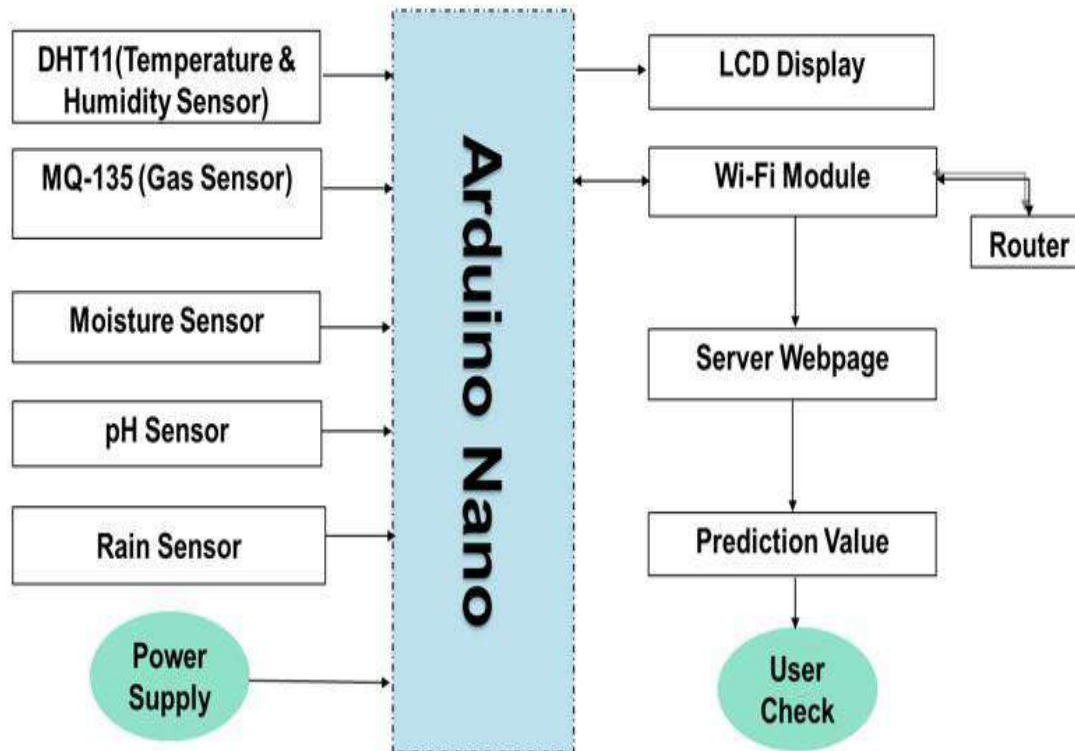 DHT11(Temperature &
Humidity Sensor)
MQ-135 (Gas Sensor)
Moisture Sensor
pH Sensor
Rain Sensor
Power
Supply
Arduino Nano
LCD Display
Wi-Fi Module
Router
Server Webpage
Prediction Value
User
Check